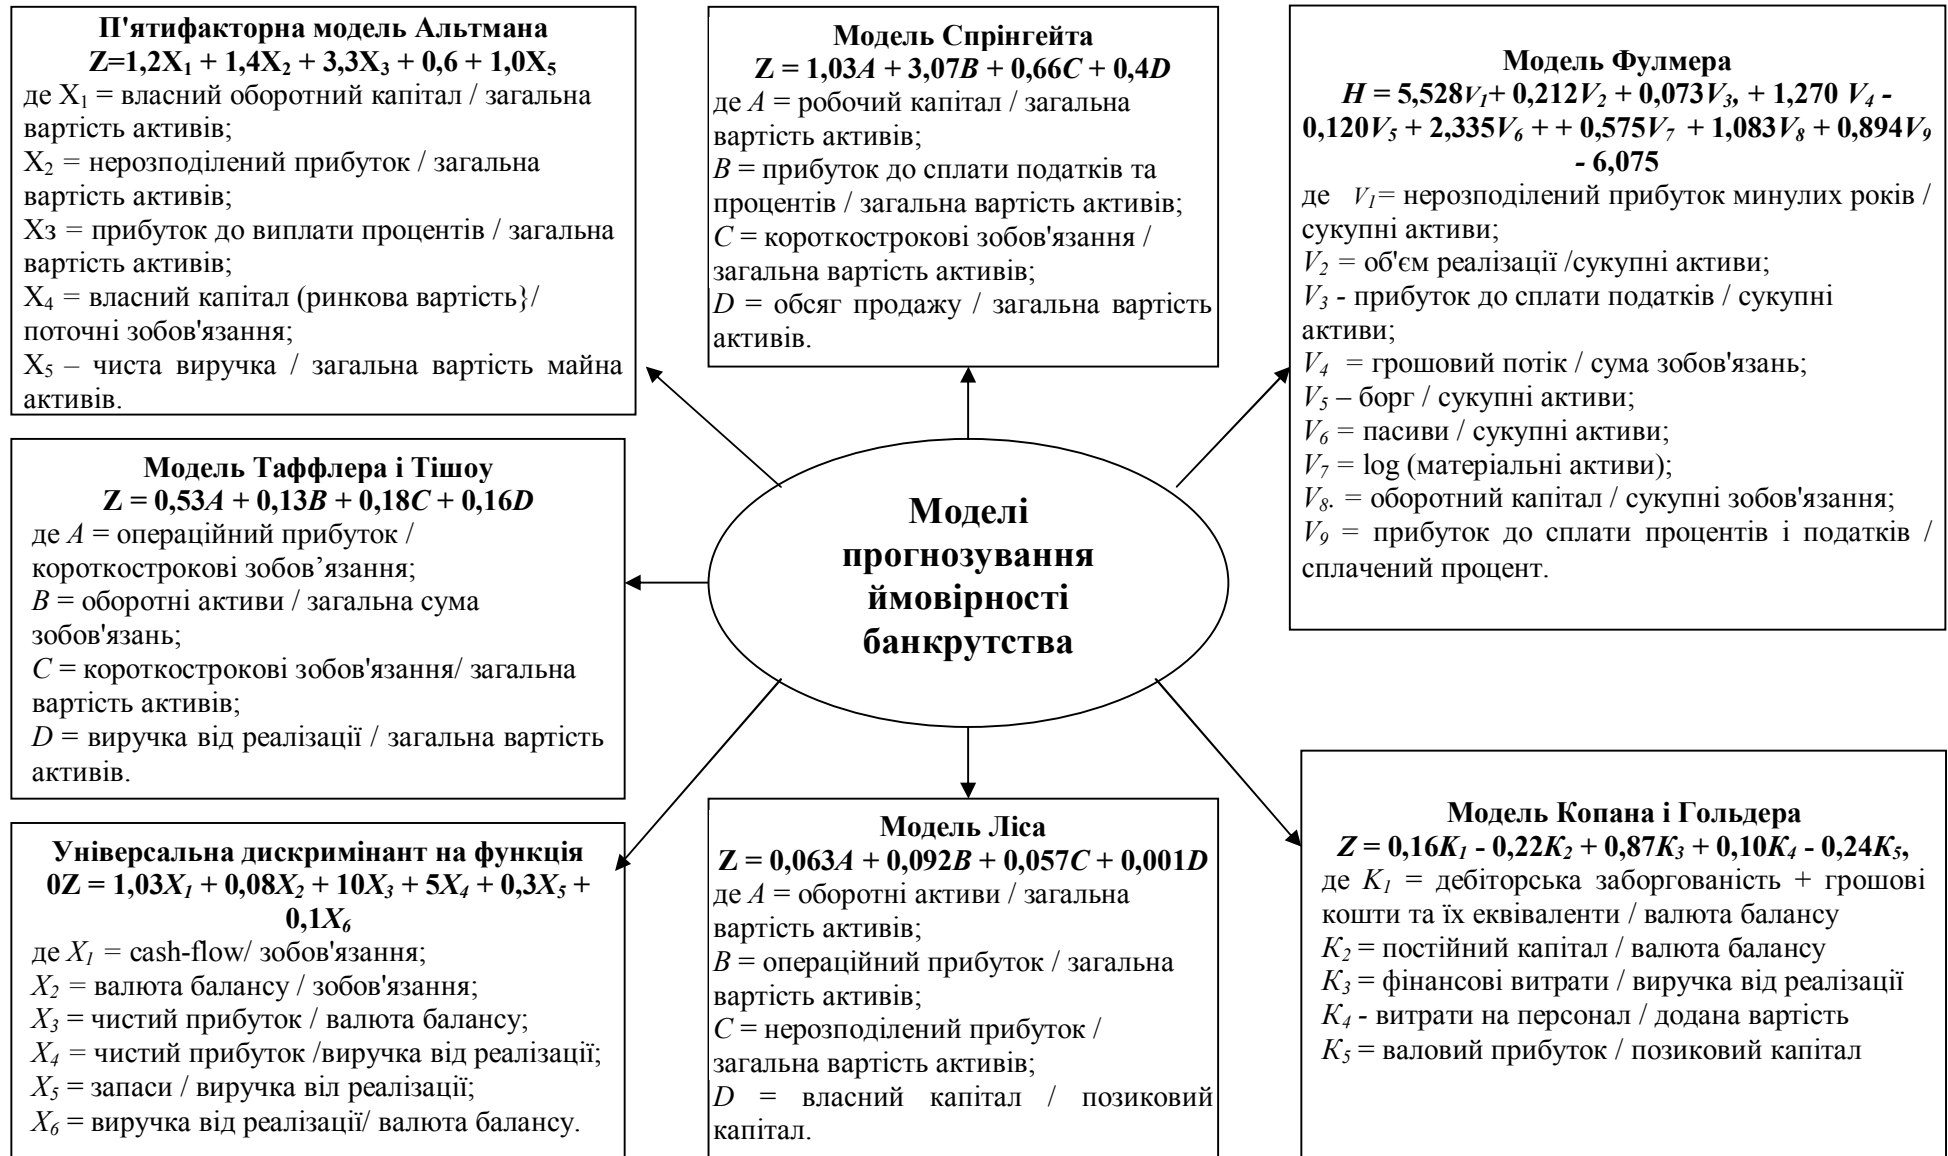 П'ятифакторна модель Альтмана
Z=1,2X₁ + 1,4X₂ + 3,3X₃ + 0,6 + 1,0X₅
де X₁ = власний оборотний капітал / загальна
вартість активів;
X₂ = нерозподілений прибуток / загальна
вартість активів;
Хз = прибуток до виплати процентів / загальна
вартість активів;
X₄ = власний капітал (ринкова вартість}/
поточні зобов'язання;
X₅ – чиста виручка / загальна вартість майна
активів.
Модель Спрінгейта
Z = 1,03A + 3,07B + 0,66C + 0,4D
де A = робочий капітал / загальна
вартість активів;
B = прибуток до сплати податків та
процентів / загальна вартість активів;
C = короткострокові зобов'язання /
загальна вартість активів;
D = обсяг продажу / загальна вартість
активів.
Модель Фулмера
H = 5,528V₁+ 0,212V₂ + 0,073V₃, + 1,270 V₄ -
0,120V₅ + 2,335V₆ + + 0,575V₇ + 1,083V₈ + 0,894V₉
- 6,075
де V₁= нерозподілений прибуток минулих років /
сукупні активи;
V₂ = об'єм реалізації /сукупні активи;
V₃ - прибуток до сплати податків / сукупні
активи;
V₄ = грошовий потік / сума зобов'язань;
V₅ – борг / сукупні активи;
V₆ = пасиви / сукупні активи;
V₇ = log (матеріальні активи);
V₈. = оборотний капітал / сукупні зобов'язання;
V₉ = прибуток до сплати процентів і податків /
сплачений процент.
Модель Таффлера і Тішоу
Z = 0,53A + 0,13B + 0,18C + 0,16D
де A = операційний прибуток /
короткострокові зобов’язання;
B = оборотні активи / загальна сума
зобов'язань;
C = короткострокові зобов'язання/ загальна
вартість активів;
D = виручка від реалізації / загальна вартість
активів.
Моделі
прогнозування
ймовірності
банкрутства
Універсальна дискримінант на функція
0Z = 1,03X₁ + 0,08X₂ + 10X₃ + 5X₄ + 0,3X₅ +
0,1X₆
де X₁ = cash-flow/ зобов'язання;
X₂ = валюта балансу / зобов'язання;
X₃ = чистий прибуток / валюта балансу;
X₄ = чистий прибуток /виручка від реалізації;
X₅ = запаси / виручка віл реалізації;
X₆ = виручка від реалізації/ валюта балансу.
Модель Ліса
Z = 0,063A + 0,092B + 0,057C + 0,001D
де A = оборотні активи / загальна
вартість активів;
B = операційний прибуток / загальна
вартість активів;
C = нерозподілений прибуток /
загальна вартість активів;
D = власний капітал / позиковий
капітал.
Модель Копана і Гольдера
Z = 0,16K₁ - 0,22K₂ + 0,87K₃ + 0,10K₄ - 0,24K₅,
де K₁ = дебіторська заборгованість + грошові
кошти та їх еквіваленти / валюта балансу
K₂ = постійний капітал / валюта балансу
K₃ = фінансові витрати / виручка від реалізації
K₄ - витрати на персонал / додана вартість
K₅ = валовий прибуток / позиковий капітал